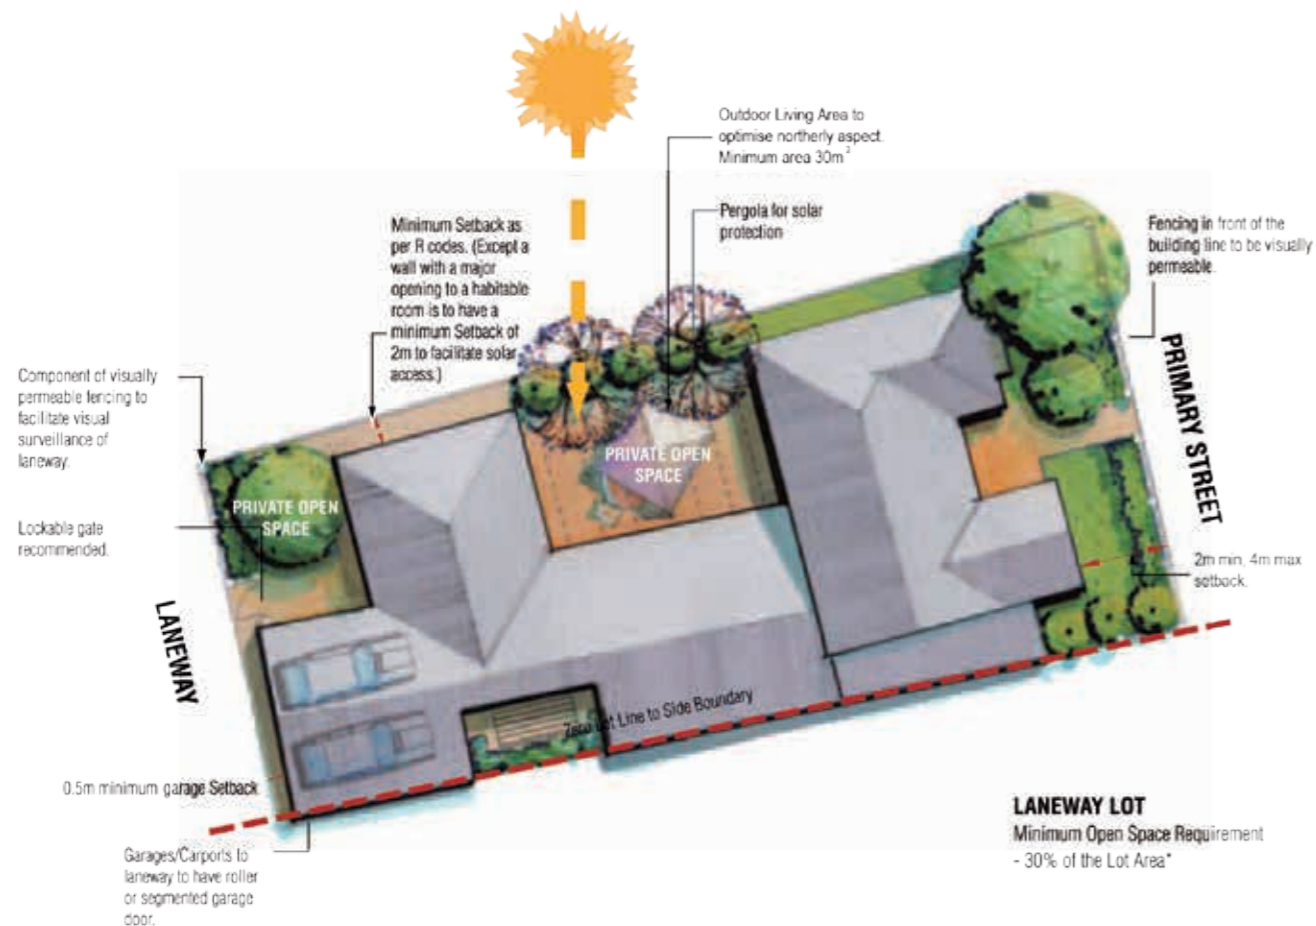 Outdoor Living Area to
optimise northerly aspect.
Minimum area 30m²
Pergola for solar
protection
Minimum Setback as
per R codes. (Except a
wall with a major
opening to a habitable
room is to have a
minimum Setback of
2m to facilitate solar
access.)
Fencing in front of the
building line to be visually
permeable.
Component of visually
permeable fencing to
facilitate visual
surveillance of
laneway.
PRIMARY STREET
PRIVATE OPEN
SPACE
PRIVATE OPEN
SPACE
Lockable gate
recommended.
2m min, 4m max
setback.
LANEWAY
Zero Lot Line to Side Boundary
0.5m minimum garage Setback
Garages/Carports to
laneway to have roller
or segmented garage
door.
LANEWAY LOT
Minimum Open Space Requirement
- 30% of the Lot Area*